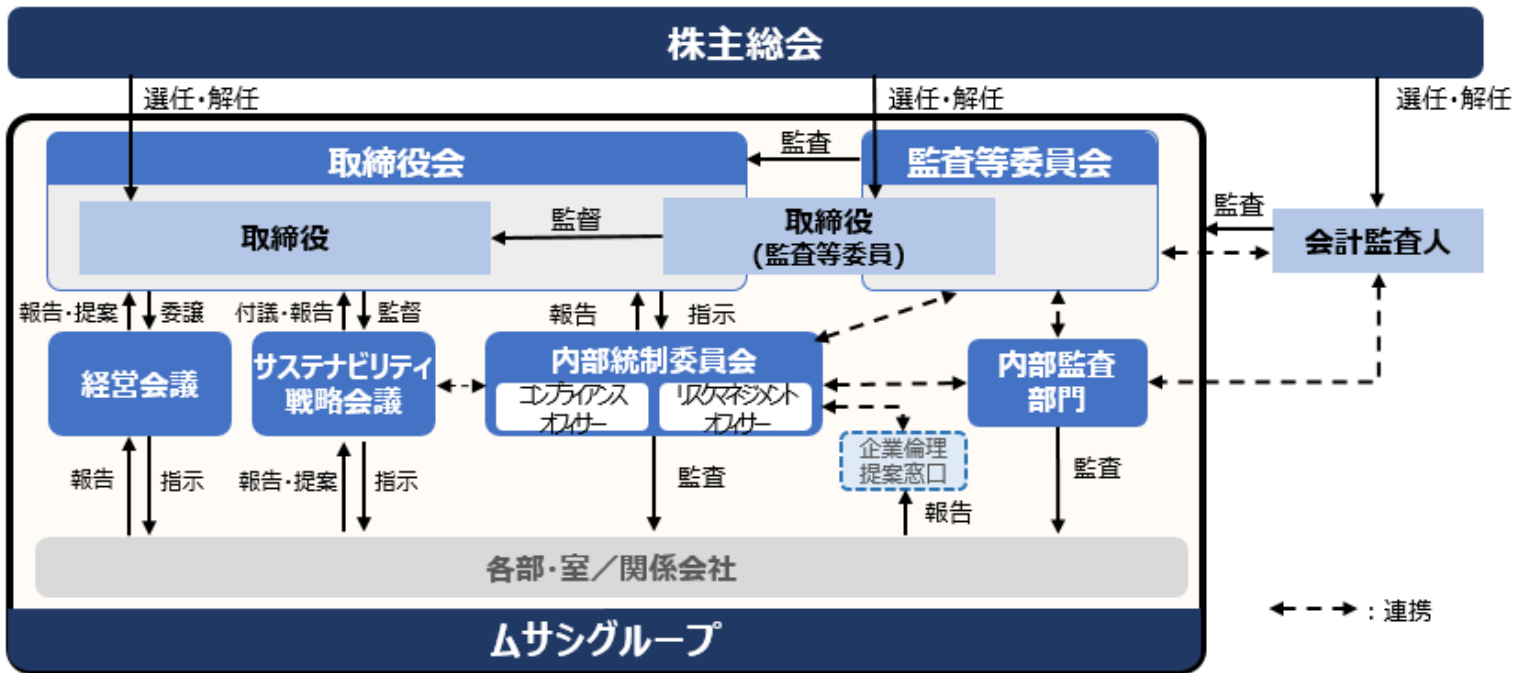 株主総会
選任・解任
選任・解任
選任・解任
取締役会
監査
監査等委員会
取締役
監督
取締役
(監査等委員)
監査
会計監査人
報告・提案
委譲
付議・報告
監督
報告
指示
経営会議
サステナビリティ
戦略会議
内部統制委員会
コンプライアンス
オフィサー
リスクマネジメント
オフィサー
内部監査
部門
企業倫理
提案窓口
報告
指示
報告・提案
指示
監査
報告
監査
各部・室／関係会社
ムサシグループ
：連携